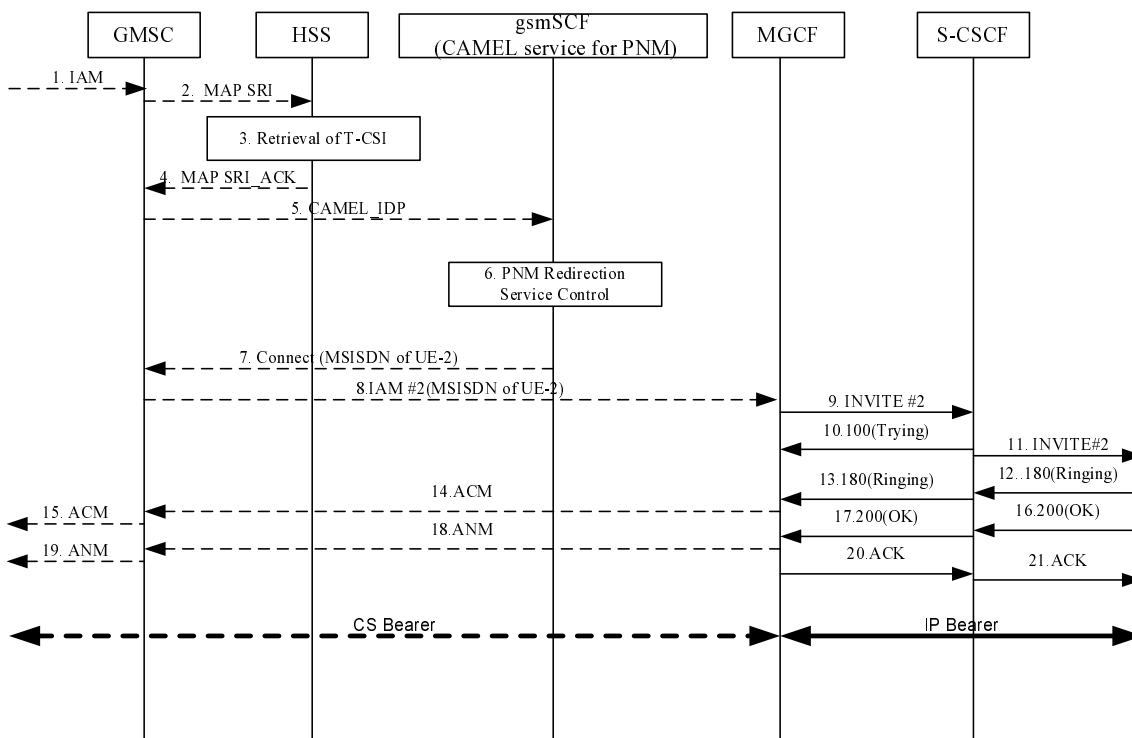 GMSC
HSS
gsmSCF
(CAMEL service for PNM)
MGCF
S-CSCF
1. IAM
2. MAP SRI
3. Retrieval of T-CSI
4. MAP SRI_ACK
5. CAMEL_IDP
6. PNM Redirection
Service Control
7. Connect (MSISDN of UE-2)
8.IAM #2(MSISDN of UE-2)
9. INVITE #2
10.100(Trying)
11. INVITE#2
12..180(Ringing)
13.180(Ringing)
14.ACM
15. ACM
16.200(OK)
17.200(OK)
18.ANM
19. ANM
20.ACK
21.ACK
CS Bearer
IP Bearer